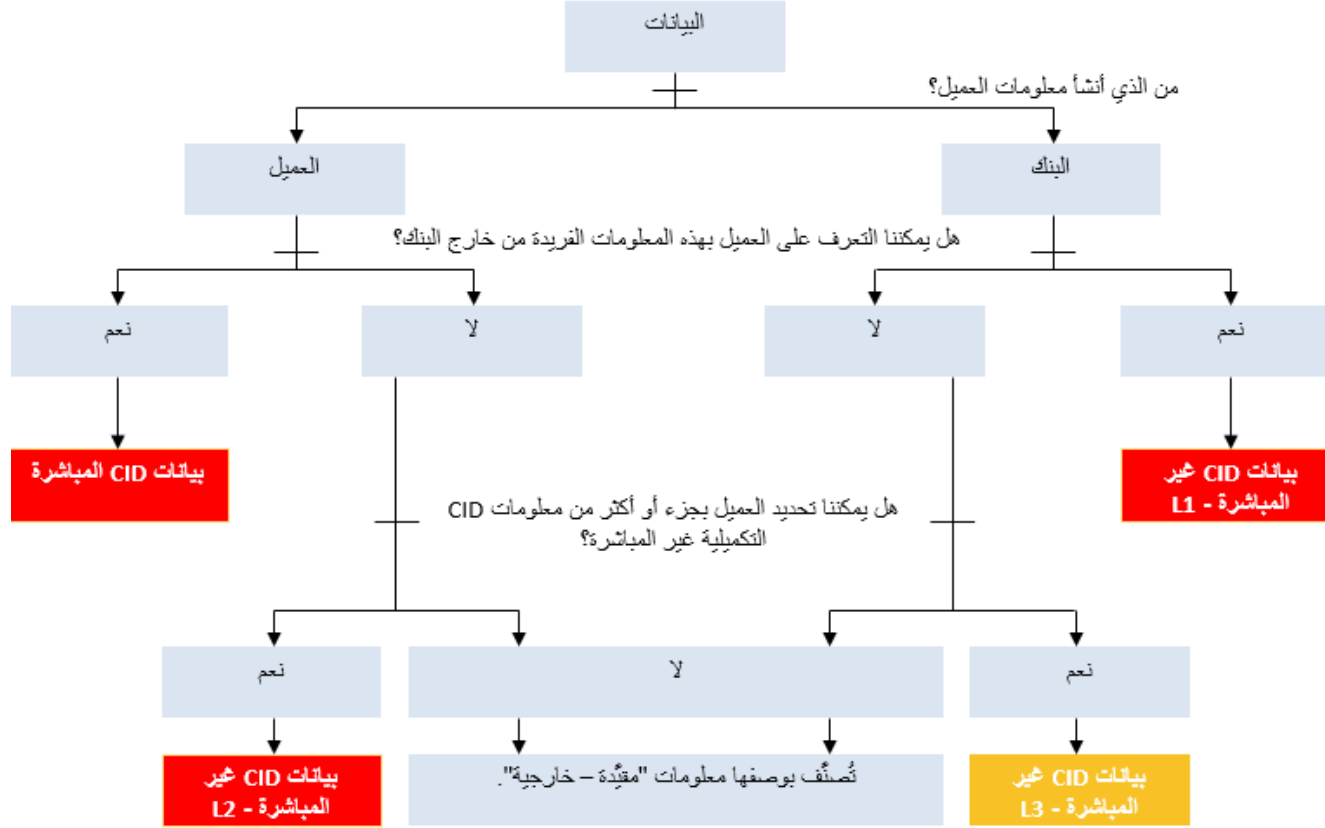 البيانات
من الذي أنشأ معلومات العميل؟
البنك
العميل
هل يمكننا التعرف على العميل بهذه المعلومات الفريدة من خارج البنك؟
نعم
لا
لا
نعم
بيانات CID غير
المباشرة - L1
بيانات CID المباشرة
هل يمكننا تحديد العميل بجزء أو أكثر من معلومات CID
التكميلية غير المباشرة؟
نعم
لا
نعم
بيانات CID غير
المباشرة - L3
تُصنَّف بوصفها معلومات "مقيَّدة – خارجية".
بيانات CID غير
المباشرة - L2